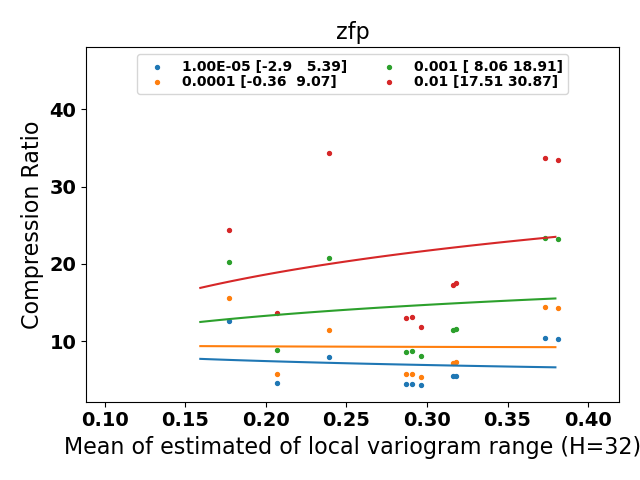 zfp
1.00E-05 [-2.9   5.39]
0.0001 [-0.36  9.07]
0.001 [ 8.06 18.91]
0.01 [17.51 30.87]
Compression Ratio
40
30
20
10
0.10 0.15 0.20 0.25 0.30 0.35 0.40
Mean of estimated of local variogram range (H=32)